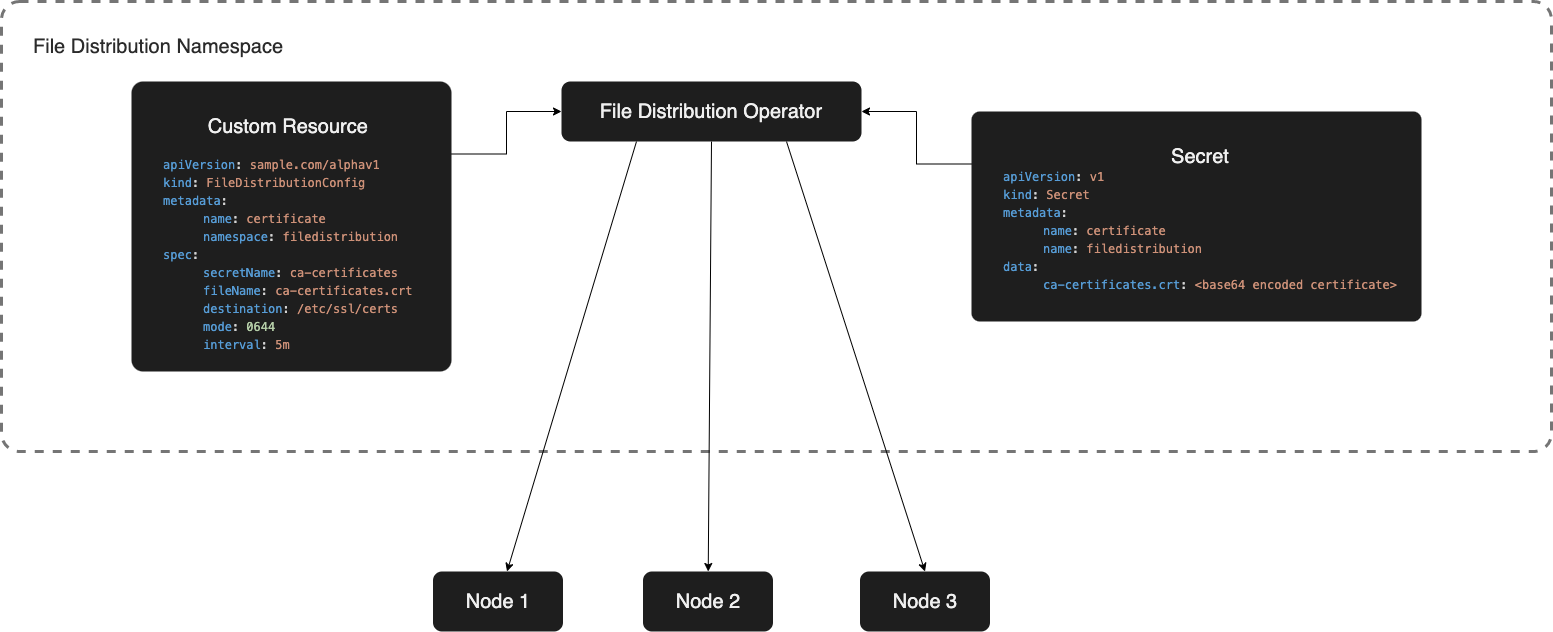 File Distribution Namespace
Custom Resource
apiVersion: sample.com/alphav1
kind: FileDistributionConfig
metadata:
name: certificate
namespace: filedistribution
spec:
secretName: ca-certificates
fileName: ca-certificates.crt
destination: /etc/ssl/certs
mode: 0644
interval: 5m
File Distribution Operator
Secret
apiVersion: v1
kind: Secret
metadata:
name: certificate
name: filedistribution
data:
ca-certificates.crt: <base64 encoded certificate>
Node 1
Node 2
Node 3